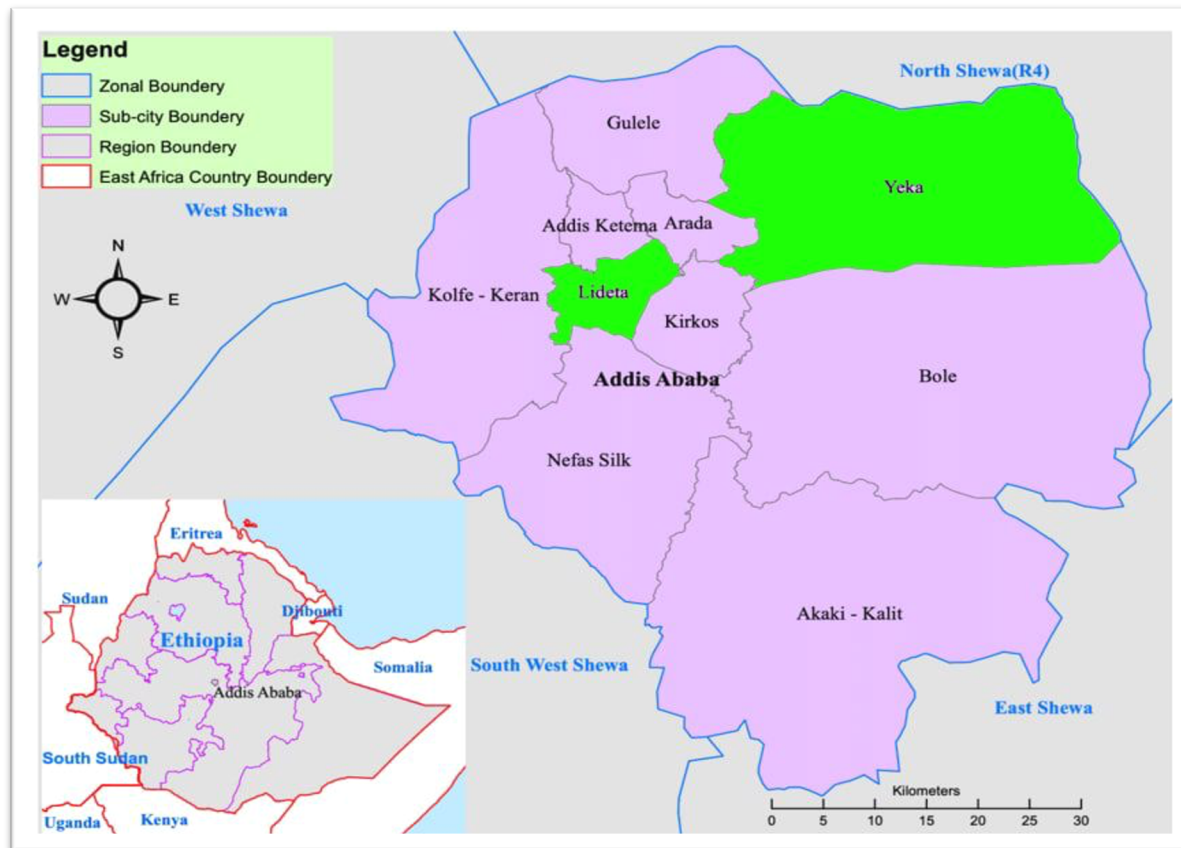 Legend
Zonal Boundery
Sub-city Boundery
Region Boundery
East Africa Country Boundery
North Shewa(R4)
Gulele
Yeka
West Shewa
Addis Ketema
Arada
N
W
E
S
Kolfe - Keran
Lideta
Kirkos
Addis Ababa
Bole
Nefas Silk
Akaki - Kalit
South West Shewa
East Shewa
Eritrea
Sudan
Djibouti
Ethiopia
Somalia
Addis Ababa
South Sudan
Uganda
Kenya
Kilometers
0 5 10 15 20 30